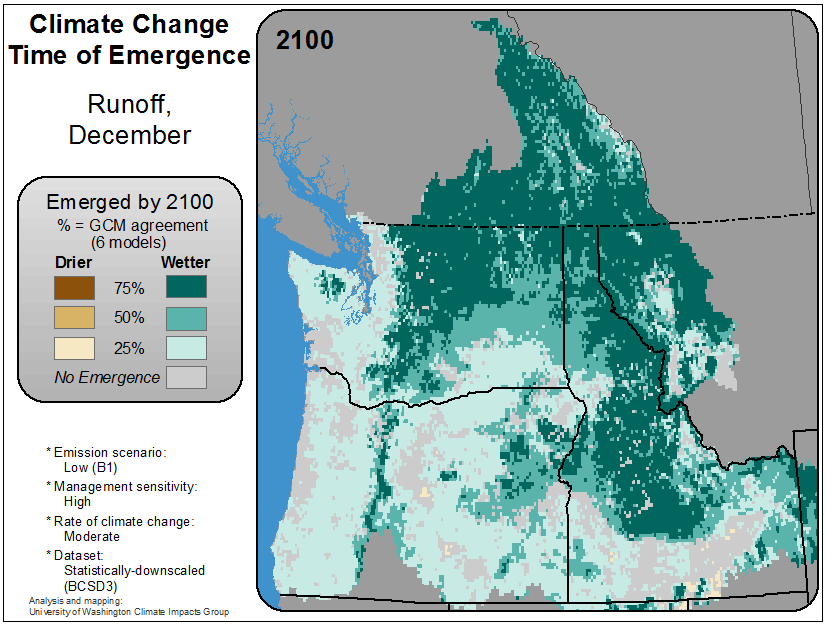 Climate Change
Time of Emergence
Runoff,
December
Emerged by 2100
% = GCM agreement
(6 models)
Drier Wetter
75%
50%
25%
No Emergence
* Emission scenario:
Low (B1)
* Management sensitivity:
High
* Rate of climate change:
Moderate
* Dataset:
Statistically-downscaled
(BCSD3)
Analysis and mapping:
University of Washington Climate Impacts Group
2100